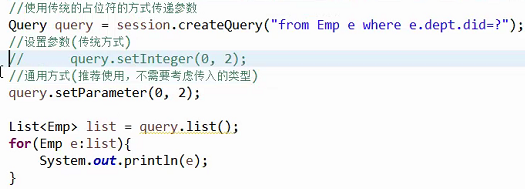 //使用传统的占位符的方式传递参数
Query query = session.createQuery("from Emp e where e.dept.did=?");
//设置参数(传统方式)
//      query.setInteger(0, 2);
//通用方式(推荐使用，不需要考虑传入的类型)
query.setParameter(0, 2);
List<Emp> list = query.list();
for(Emp e:list){
    System.out.println(e);
}